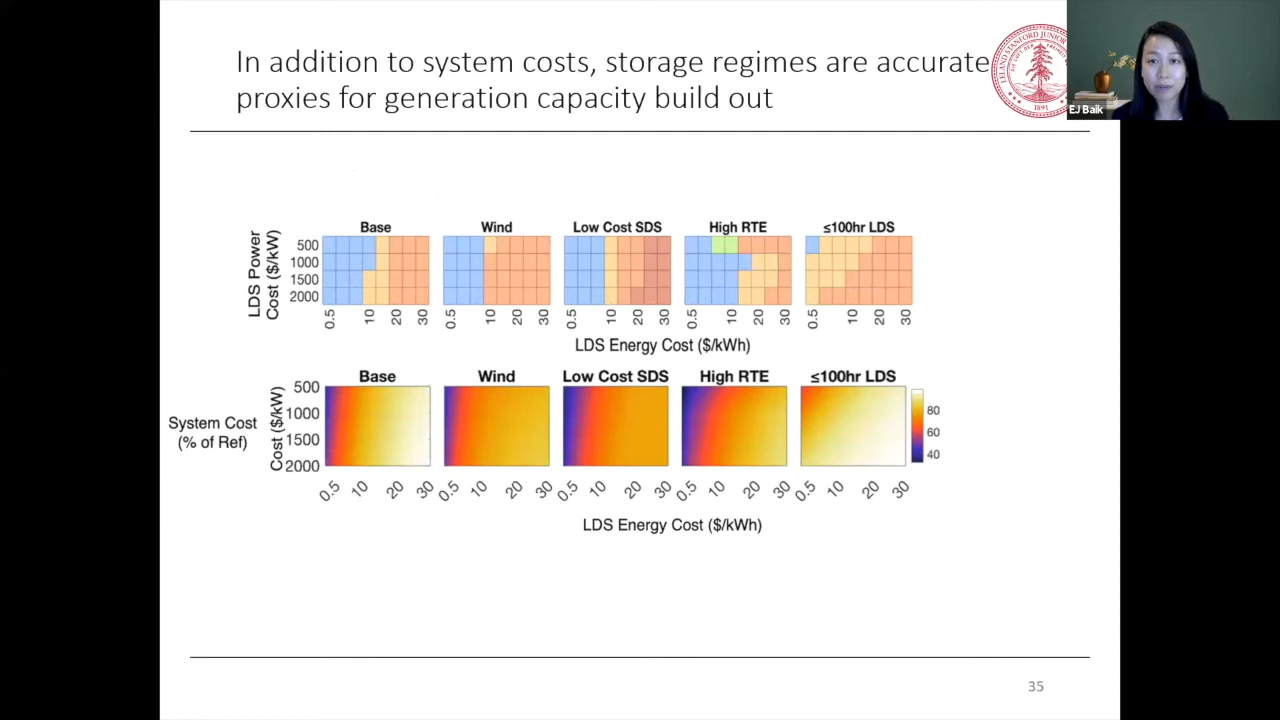 In addition to system costs, storage regimes are accurate
proxies for generation capacity build out
LELAND STANFORD JUNIOR
1891
EJ Baik
Base Wind Low Cost SDS High RTE ≤100hr LDS
LDS Power
Cost ($/kW)
500
1000
1500
2000
0.5 10 20 30 0.5 10 20 30 0.5 10 20 30 0.5 10 20 30 0.5 10 20 30
LDS Energy Cost ($/kWh)
Base Wind Low Cost SDS High RTE ≤100hr LDS
System Cost
(% of Ref)
Cost ($/kW)
500
1000
1500
2000
80
60
40
0.5 10 20 30 0.5 10 20 30 0.5 10 20 30 0.5 10 20 30 0.5 10 20 30
LDS Energy Cost ($/kWh)
35